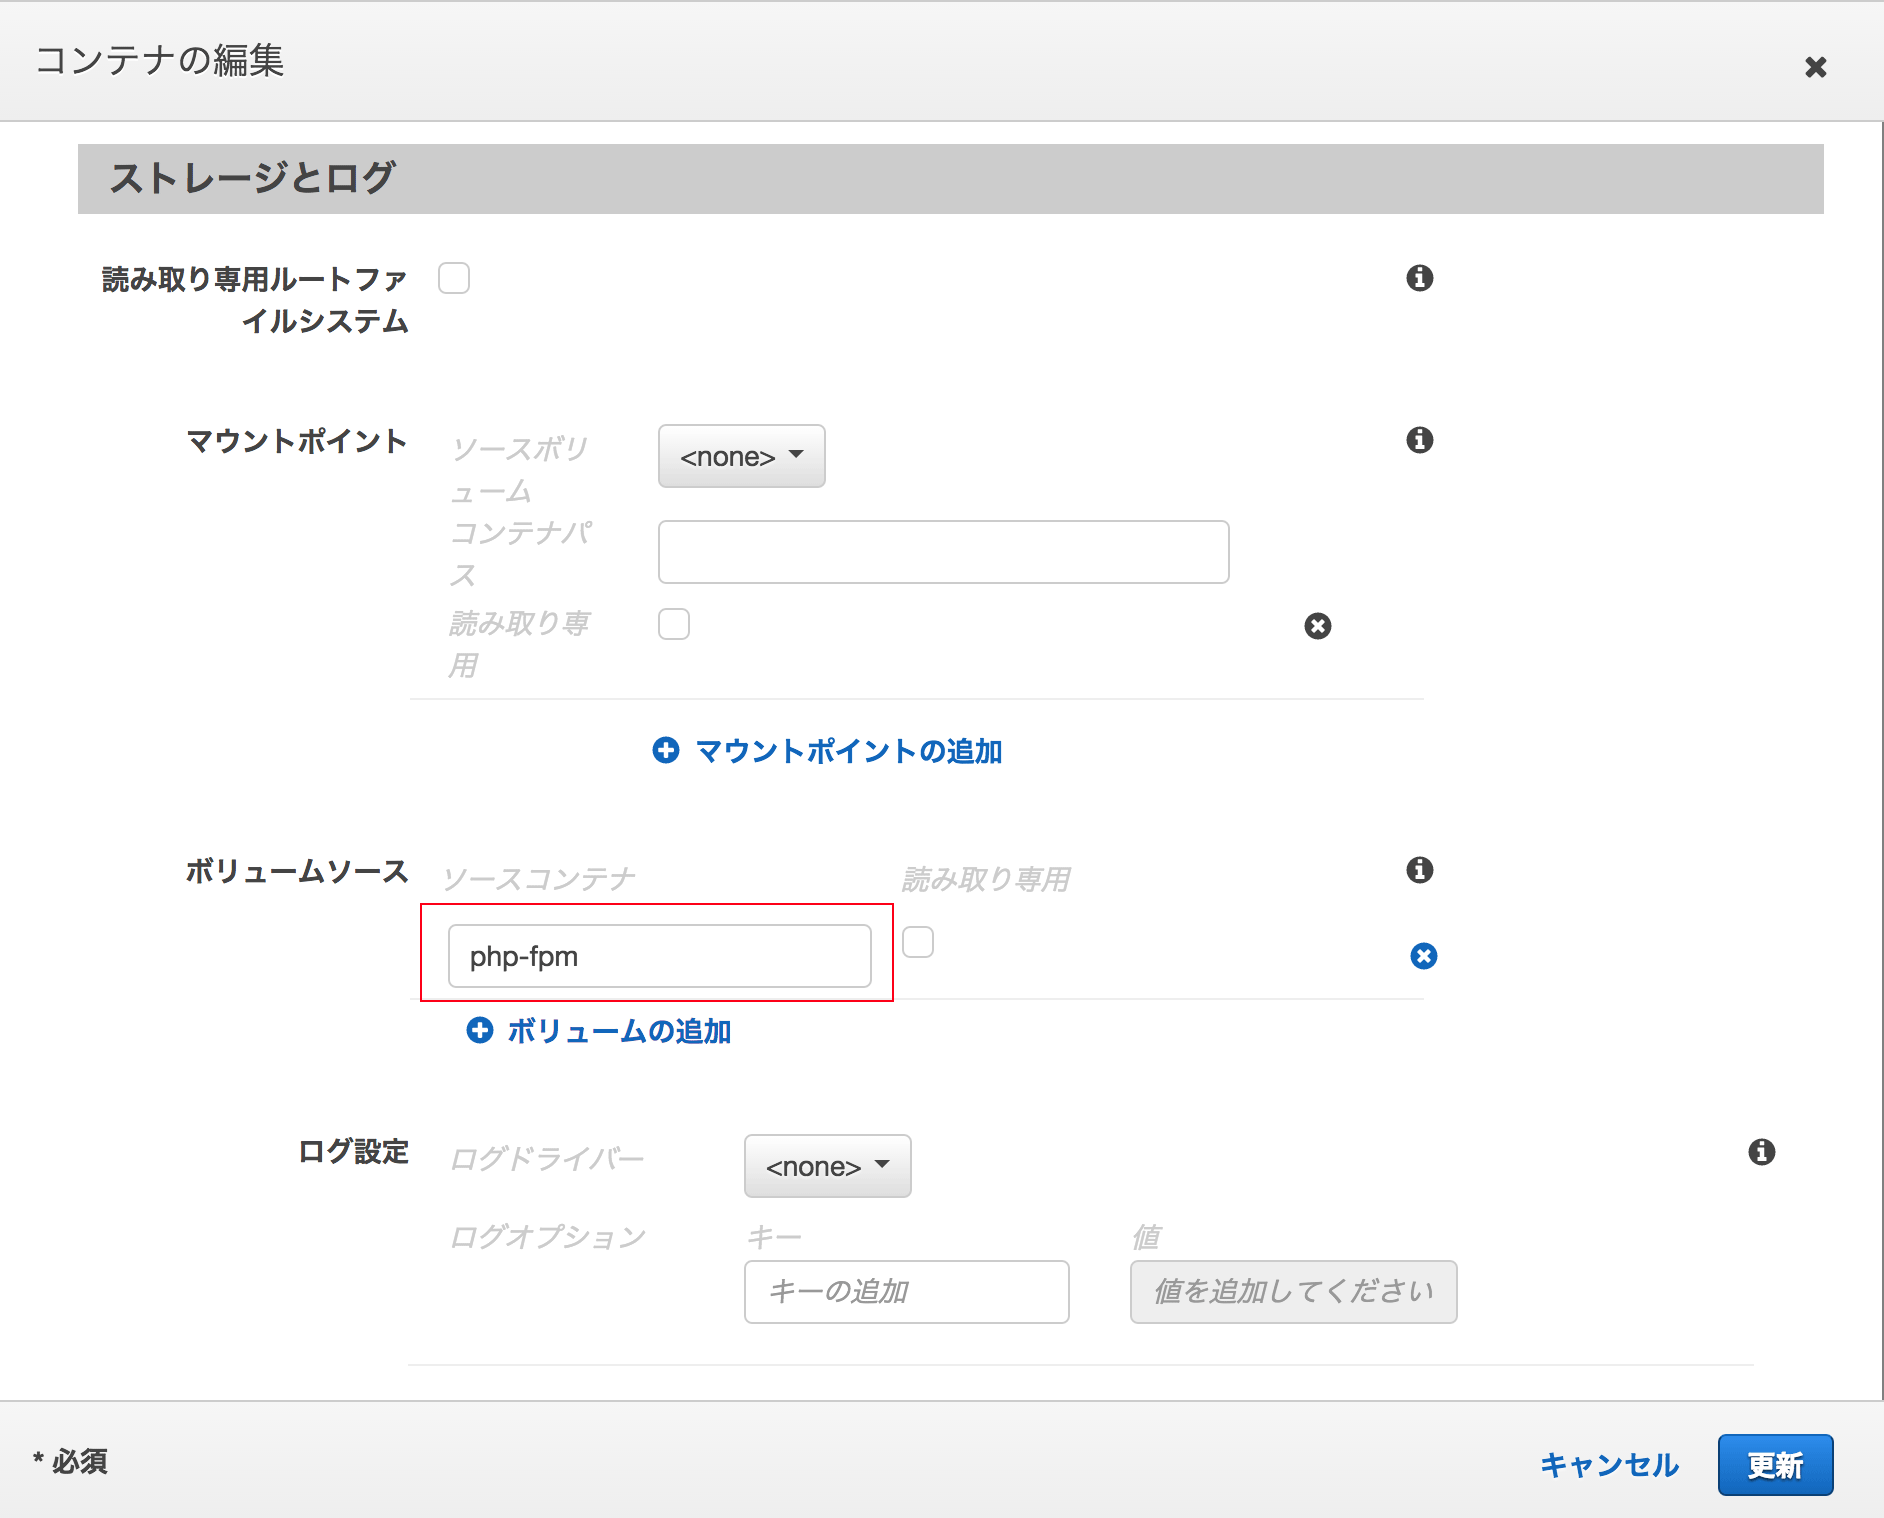 コンテナの編集
ストレージとログ
読み取り専用ルートファ
イルシステム
マウントポイント
ソースボリ
ューム
<none>
コンテナパ
ス
読み取り専
用
マウントポイントの追加
ボリュームソース
ソースコンテナ
読み取り専用
php-fpm
ボリュームの追加
ログ設定
ログドライバー
<none>
ログオプション
キー
値
キーの追加
値を追加してください
* 必須
キャンセル
更新